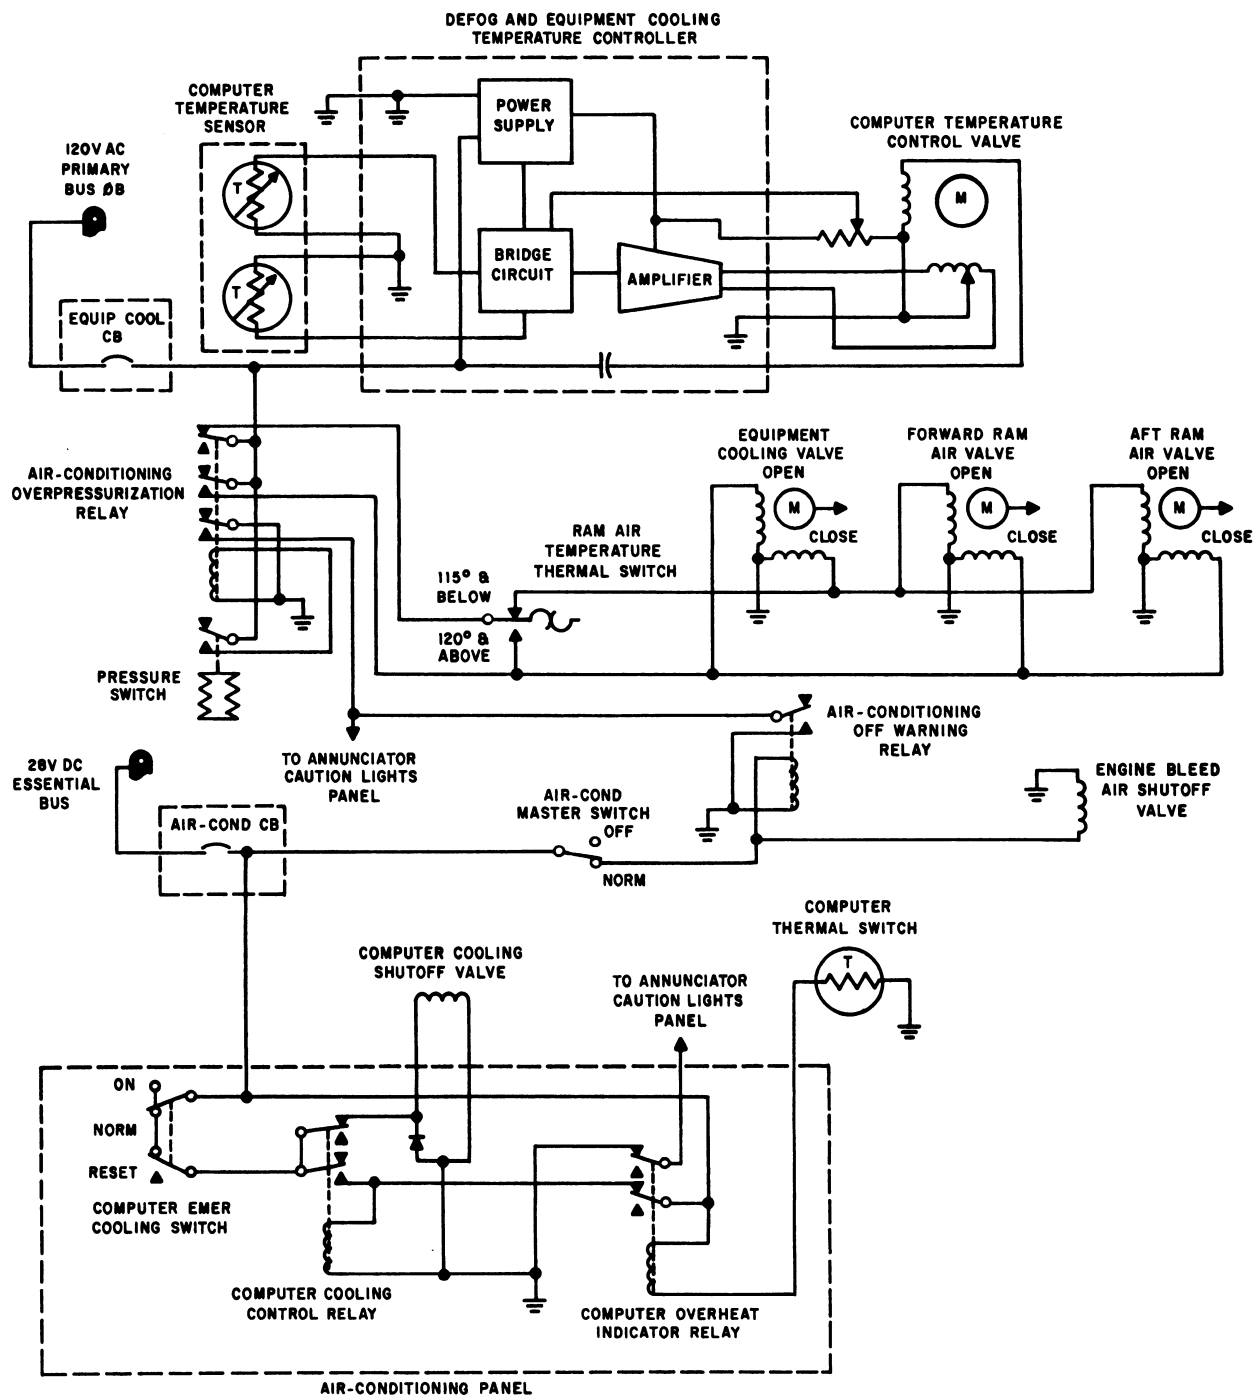 DEFOG AND EQUIPMENT COOLING
TEMPERATURE CONTROLLER
COMPUTER
TEMPERATURE
SENSOR
POWER
SUPPLY
COMPUTER TEMPERATURE
CONTROL VALVE
120V AC
PRIMARY
BUS ØB
T
M
BRIDGE
CIRCUIT
AMPLIFIER
T
EQUIP COOL
CB
EQUIPMENT
COOLING VALVE
OPEN
FORWARD RAM
AIR VALVE
OPEN
AFT RAM
AIR VALVE
OPEN
AIR-CONDITIONING
OVERPRESSURIZATION
RELAY
M
M
M
CLOSE
CLOSE
CLOSE
RAM AIR
TEMPERATURE
THERMAL SWITCH
115° &
BELOW
120° &
ABOVE
PRESSURE
SWITCH
AIR-CONDITIONING
OFF WARNING
RELAY
TO ANNUNCIATOR
CAUTION LIGHTS
PANEL
28V DC
ESSENTIAL
BUS
ENGINE BLEED
AIR SHUTOFF
VALVE
AIR-COND
MASTER SWITCH
OFF
AIR-COND CB
NORM
COMPUTER
THERMAL SWITCH
COMPUTER COOLING
SHUTOFF VALVE
T
TO ANNUNCIATOR
CAUTION LIGHTS
PANEL
ON
NORM
RESET
COMPUTER EMER
COOLING SWITCH
COMPUTER COOLING
CONTROL RELAY
COMPUTER OVERHEAT
INDICATOR RELAY
AIR-CONDITIONING PANEL